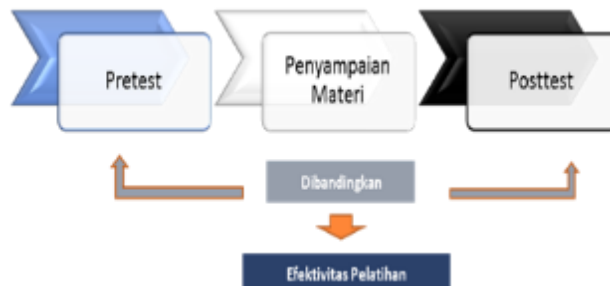 Pretest
Penyampaian
Materi
Posttest
Dibandingkan
Efektivitas Pelatihan